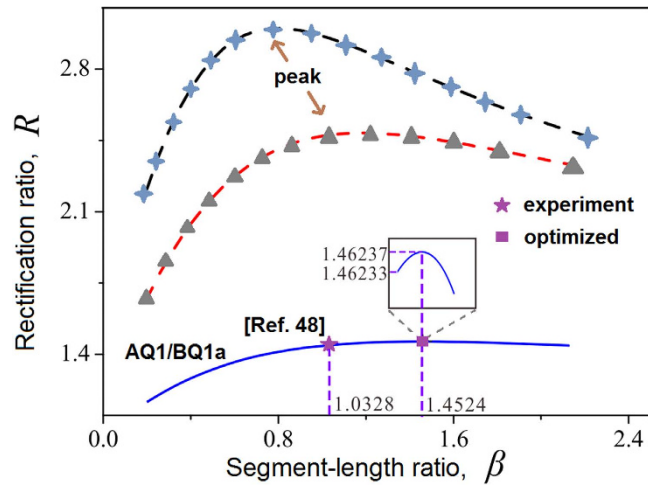 2.8
2.1
1.4
Rectification ratio, R
peak
experiment
optimized
1.46237
1.46233
[Ref. 48]
AQ1/BQ1a
1.0328
1.4524
0.0
0.8
1.6
2.4
Segment-length ratio, β